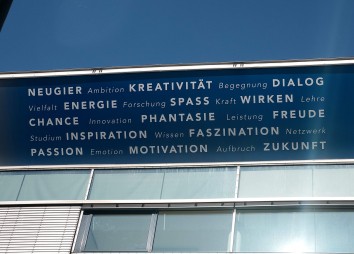 NEUGIER Ambition KREATIVITÄT Begegnung DIALOG
Vielfalt ENERGIE Forschung SPASS Kraft WIRKEN Lehre
CHANCE Innovation PHANTASIE Leistung FREUDE
Studium INSPIRATION Wissen FASZINATION Netzwerk
PASSION Emotion MOTIVATION Aufbruch ZUKUNFT